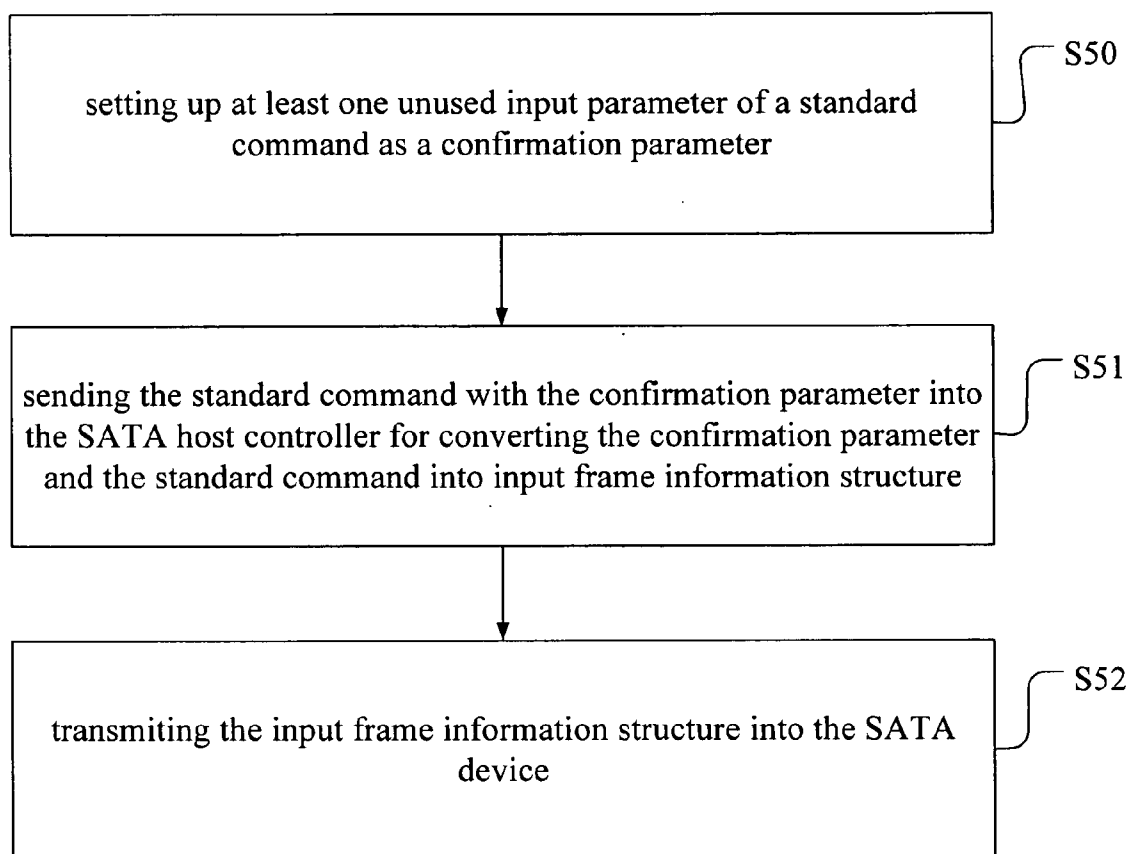 setting up at least one unused input parameter of a standard
command as a confirmation parameter
S50
sending the standard command with the confirmation parameter into
the SATA host controller for converting the confirmation parameter
and the standard command into input frame information structure
S51
transmiting the input frame information structure into the SATA
device
S52